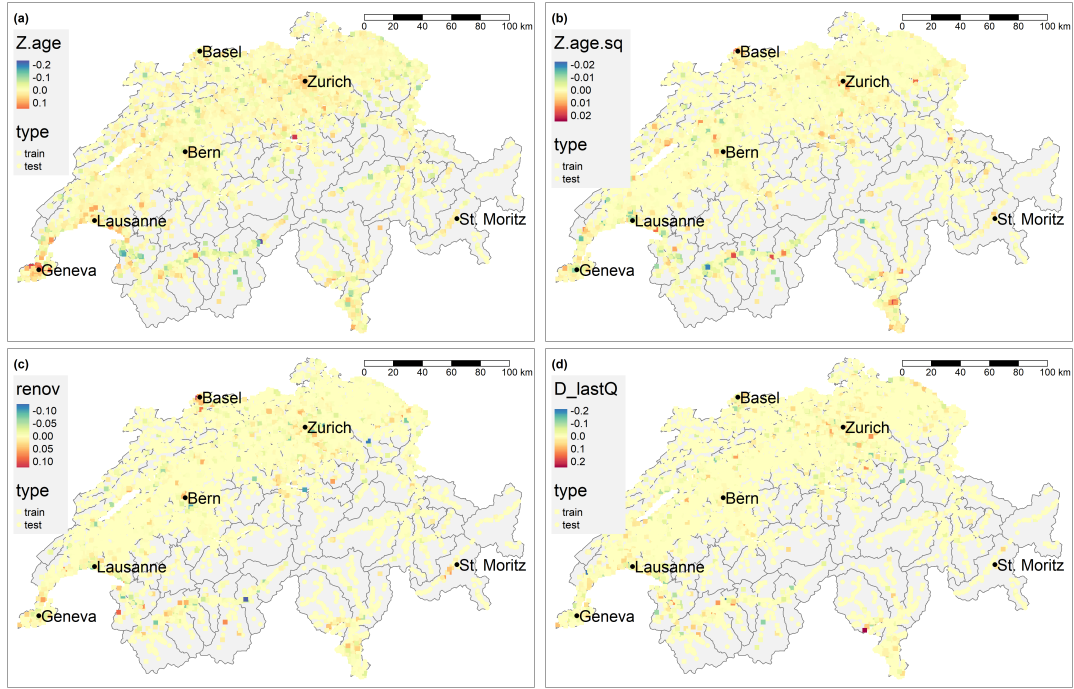 (a)
0 20 40 60 80 100 km
Z.age
-0.2
-0.1
0.0
0.1
type
train
test
Basel
Zurich
Bern
Lausanne
St. Moritz
Geneva
(b)
0 20 40 60 80 100 km
Z.age.sq
-0.02
-0.01
0.00
0.01
0.02
type
train
test
Basel
Zurich
Bern
Lausanne
St. Moritz
Geneva
(c)
0 20 40 60 80 100 km
renov
-0.10
-0.05
0.00
0.05
0.10
type
train
test
Basel
Zurich
Bern
Lausanne
St. Moritz
Geneva
(d)
0 20 40 60 80 100 km
D_lastQ
-0.2
-0.1
0.0
0.1
0.2
type
train
test
Basel
Zurich
Bern
Lausanne
St. Moritz
Geneva